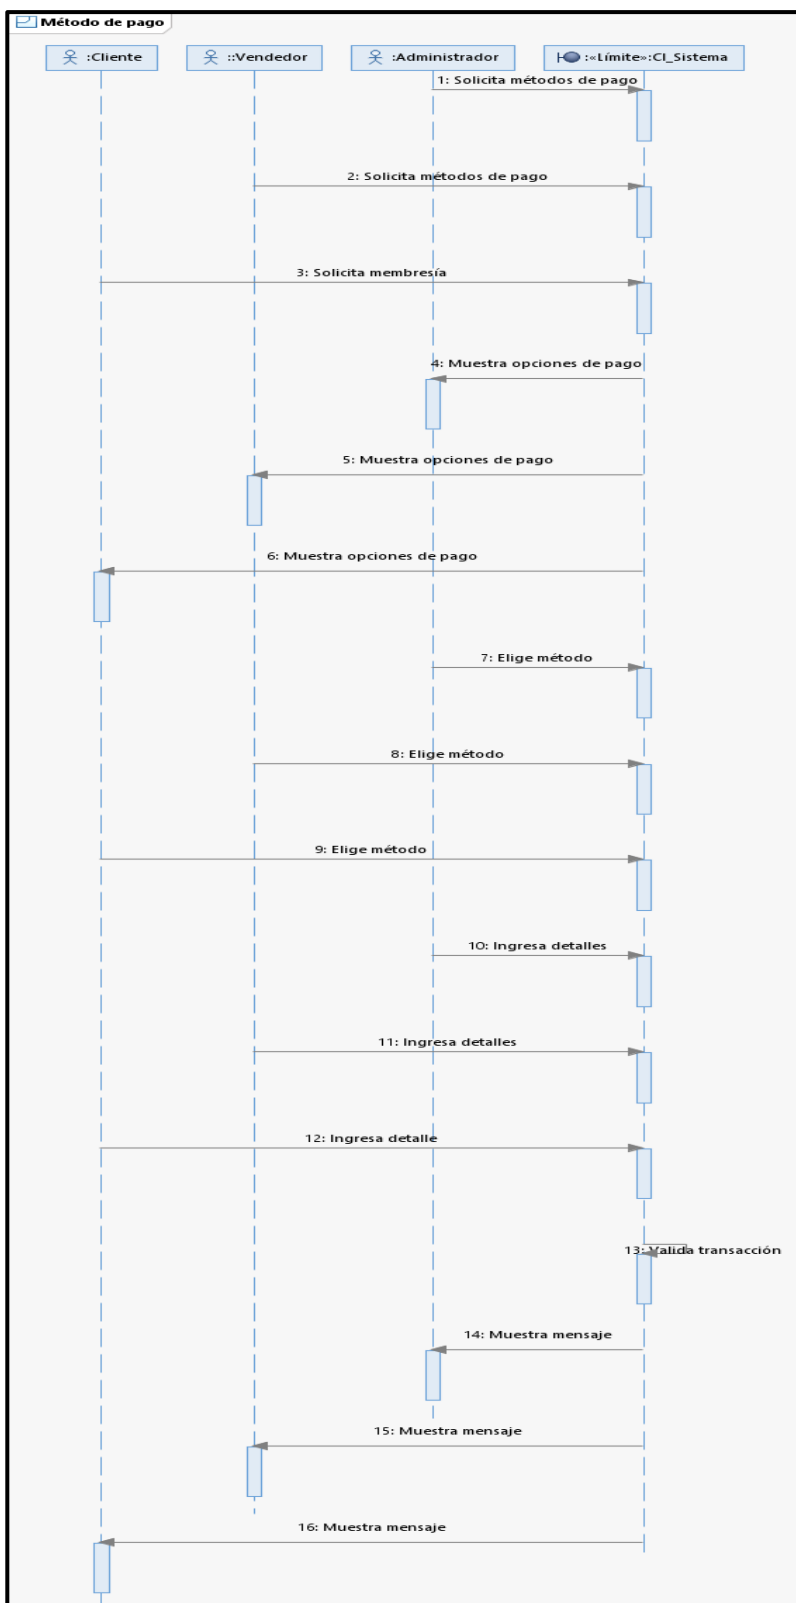 Método de pago
:Cliente
::Vendedor
:Administrador
:«Límite»:CI_Sistema
1: Solicita métodos de pago
2: Solicita métodos de pago
3: Solicita membresía
4: Muestra opciones de pago
5: Muestra opciones de pago
6: Muestra opciones de pago
7: Elige método
8: Elige método
9: Elige método
10: Ingresa detalles
11: Ingresa detalles
12: Ingresa detalle
13: Valida transacción
14: Muestra mensaje
15: Muestra mensaje
16: Muestra mensaje